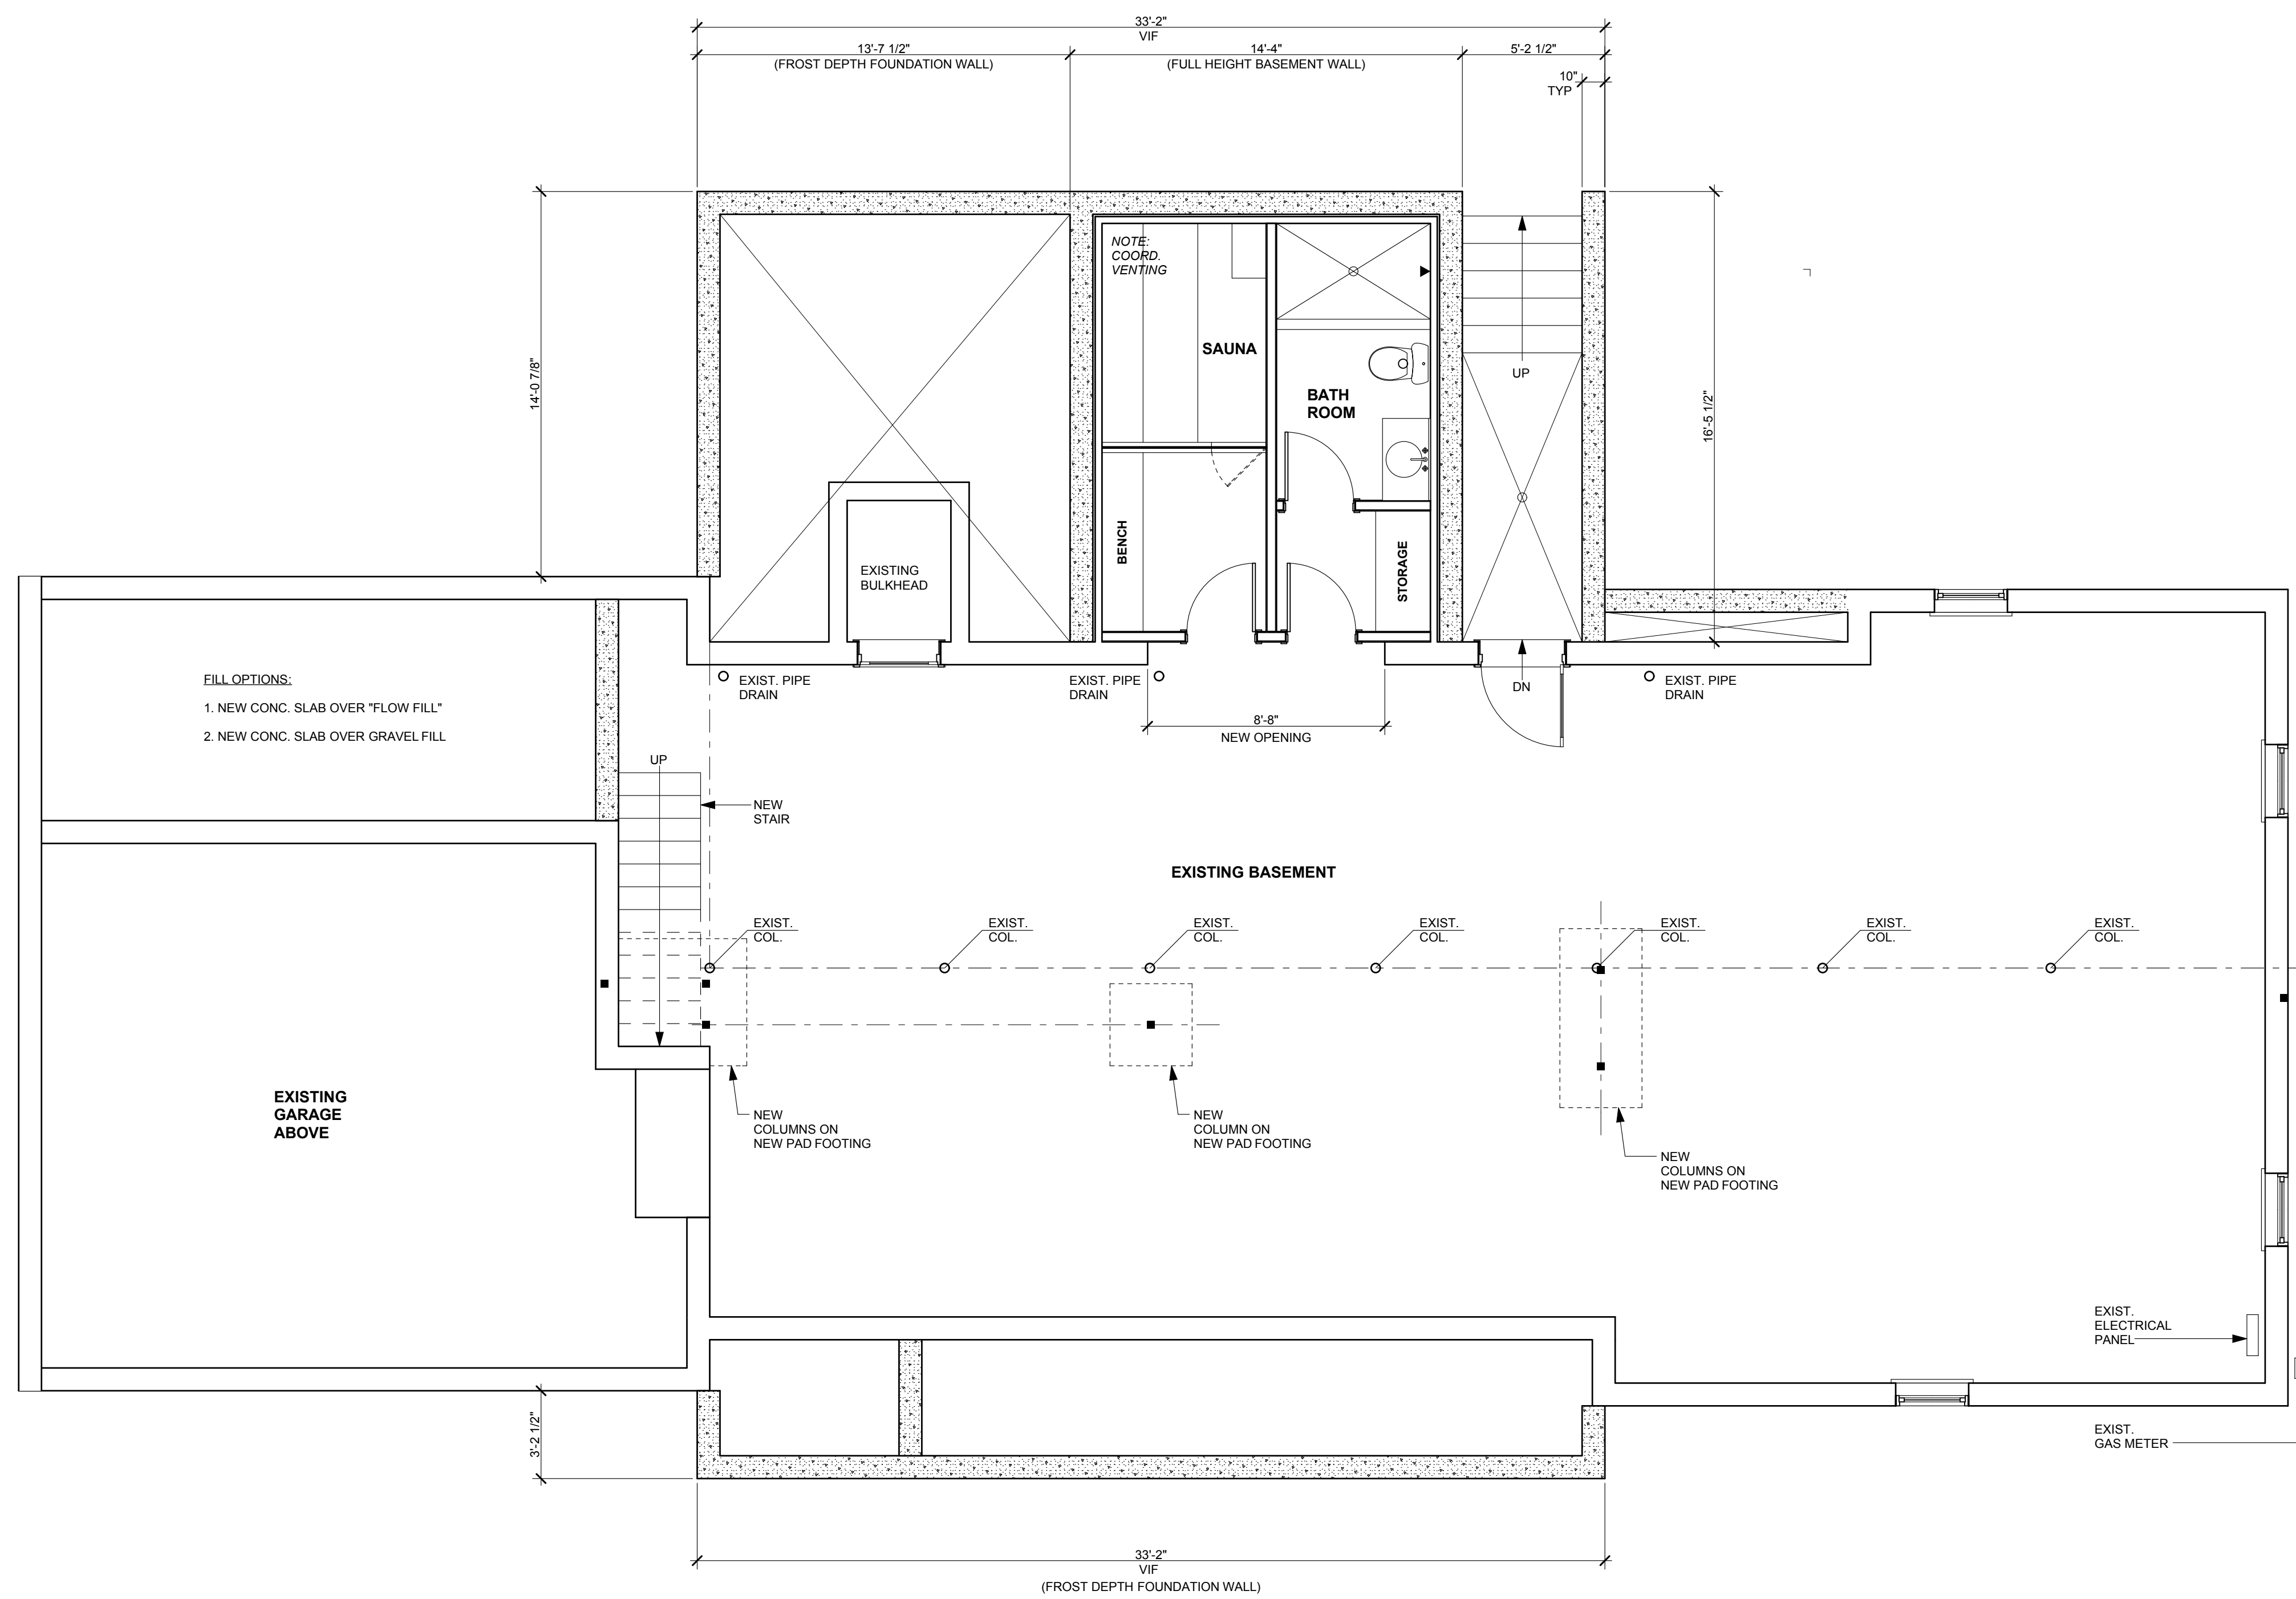 33'-2"
VIF
13'-7 1/2"
(FROST DEPTH FOUNDATION WALL)
14'-4"
(FULL HEIGHT BASEMENT WALL)
5'-2 1/2"
10"
TYP
14'-0 7/8"
16'-5 1/2"
NOTE:
COORD.
VENTING
SAUNA
BATH
ROOM
UP
BENCH
STORAGE
EXISTING
BULKHEAD
FILL OPTIONS:
1. NEW CONC. SLAB OVER "FLOW FILL"
2. NEW CONC. SLAB OVER GRAVEL FILL
EXIST. PIPE
DRAIN
EXIST. PIPE
DRAIN
DN
EXIST. PIPE
DRAIN
8'-8"
NEW OPENING
UP
NEW
STAIR
EXISTING BASEMENT
EXIST.
COL.
EXIST.
COL.
EXIST.
COL.
EXIST.
COL.
EXIST.
COL.
EXIST.
COL.
EXIST.
COL.
EXISTING
GARAGE
ABOVE
NEW
COLUMNS ON
NEW PAD FOOTING
NEW
COLUMN ON
NEW PAD FOOTING
NEW
COLUMNS ON
NEW PAD FOOTING
EXIST.
ELECTRICAL
PANEL
EXIST.
GAS METER
3'-2 1/2"
33'-2"
VIF
(FROST DEPTH FOUNDATION WALL)